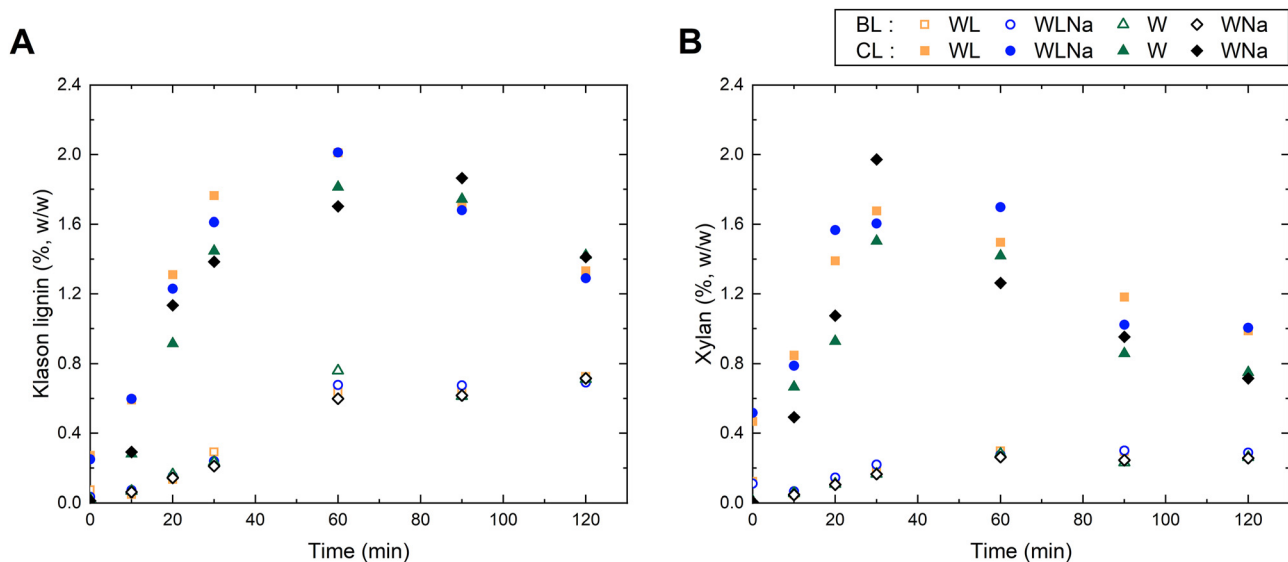 A
B
BL : WL WLNa W WNa
CL : WL WLNa W WNa
2.4
2.0
1.6
1.2
0.8
0.4
0.0
Klason lignin (%, w/w)
0 20 40 60 80 100 120
Time (min)
2.4
2.0
1.6
1.2
0.8
0.4
0.0
Xylan (%, w/w)
0 20 40 60 80 100 120
Time (min)